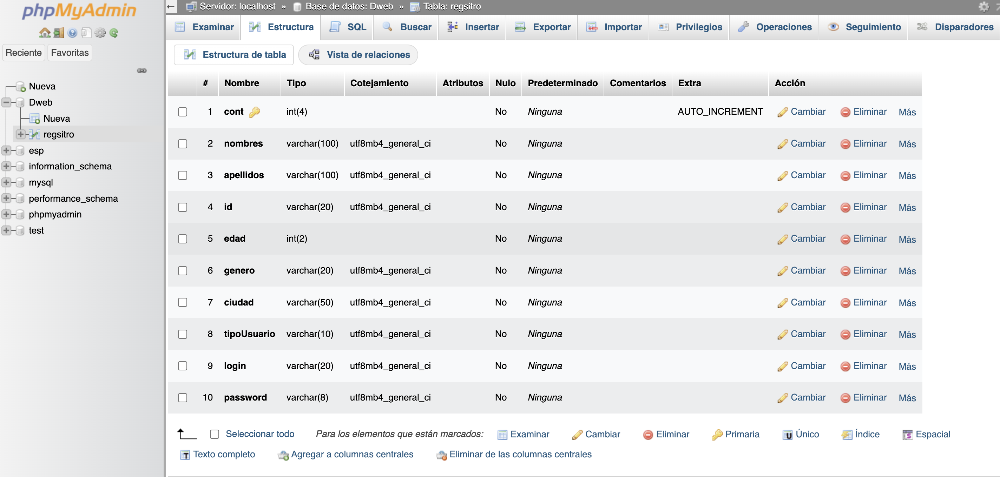 phpMyAdmin
Reciente Favoritas
Nueva
Dweb
Nueva
regsitro
esp
information_schema
mysql
performance_schema
phpmyadmin
test
Servidor: localhost » Base de datos: Dweb » Tabla: regsitro
Examinar Estructura SQL Buscar Insertar Exportar Importar Privilegios Operaciones Seguimiento Disparadores
Estructura de tabla Vista de relaciones
# Nombre Tipo Cotejamiento Atributos Nulo Predeterminado Comentarios Extra Acción
1 cont int(4) No Ninguna AUTO_INCREMENT Cambiar Eliminar Más
2 nombres varchar(100) utf8mb4_general_ci No Ninguna Cambiar Eliminar Más
3 apellidos varchar(100) utf8mb4_general_ci No Ninguna Cambiar Eliminar Más
4 id varchar(20) utf8mb4_general_ci No Ninguna Cambiar Eliminar Más
5 edad int(2) No Ninguna Cambiar Eliminar Más
6 genero varchar(20) utf8mb4_general_ci No Ninguna Cambiar Eliminar Más
7 ciudad varchar(50) utf8mb4_general_ci No Ninguna Cambiar Eliminar Más
8 tipoUsuario varchar(10) utf8mb4_general_ci No Ninguna Cambiar Eliminar Más
9 login varchar(20) utf8mb4_general_ci No Ninguna Cambiar Eliminar Más
10 password varchar(8) utf8mb4_general_ci No Ninguna Cambiar Eliminar Más
Seleccionar todo Para los elementos que están marcados: Examinar Cambiar Eliminar Primaria Único Índice Espacial
Texto completo Agregar a columnas centrales Eliminar de las columnas centrales